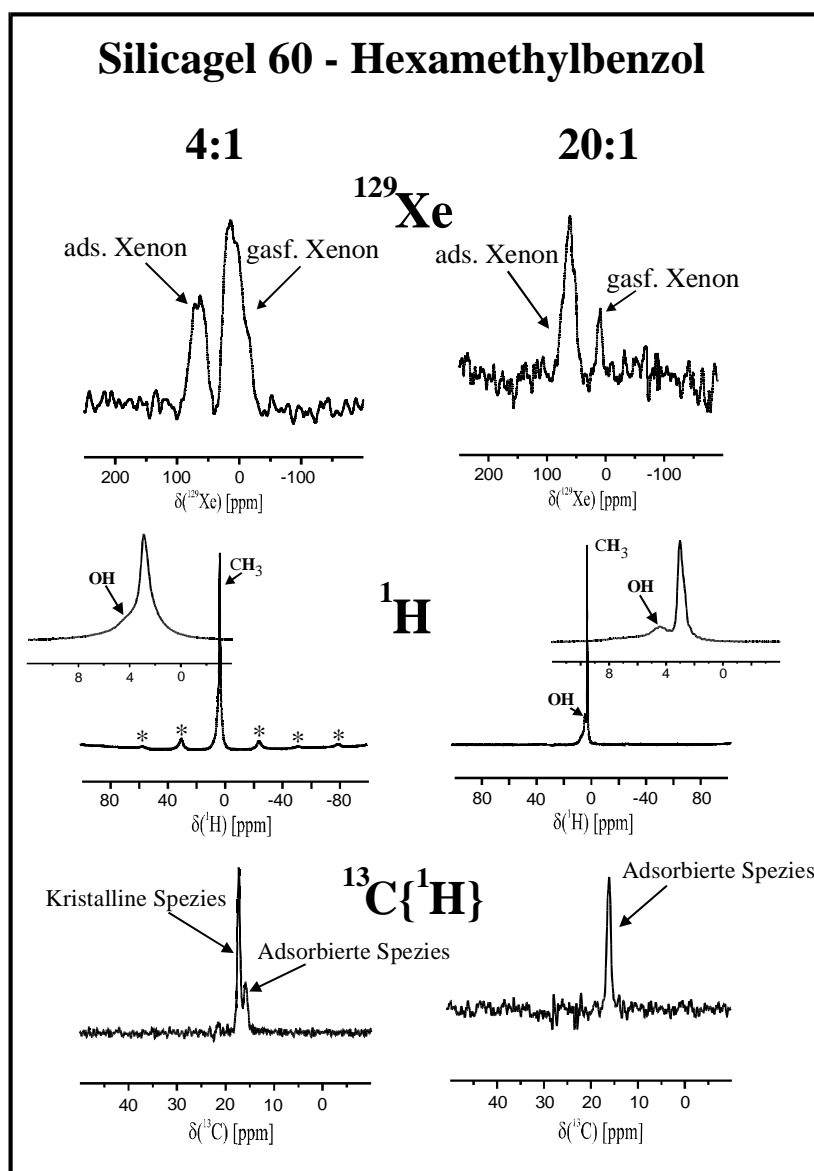 Silicagel 60 - Hexamethylbenzol
4:1
20:1
¹²⁹Xe
ads. Xenon
gasf. Xenon
200 100 0 -100
δ(¹²⁹Xe) [ppm]
ads. Xenon
gasf. Xenon
200 100 0 -100
δ(¹²⁹Xe) [ppm]
¹H
OH
CH₃
8 4 0
* * * * *
80 40 0 -40 -80
δ(¹H) [ppm]
CH₃
OH
8 4 0
OH
80 40 0 40 80
δ(¹H) [ppm]
¹³C{¹H}
Kristalline Spezies
Adsorbierte Spezies
40 30 20 10 0
δ(¹³C) [ppm]
Adsorbierte Spezies
40 30 20 10 0
δ(¹³C) [ppm]